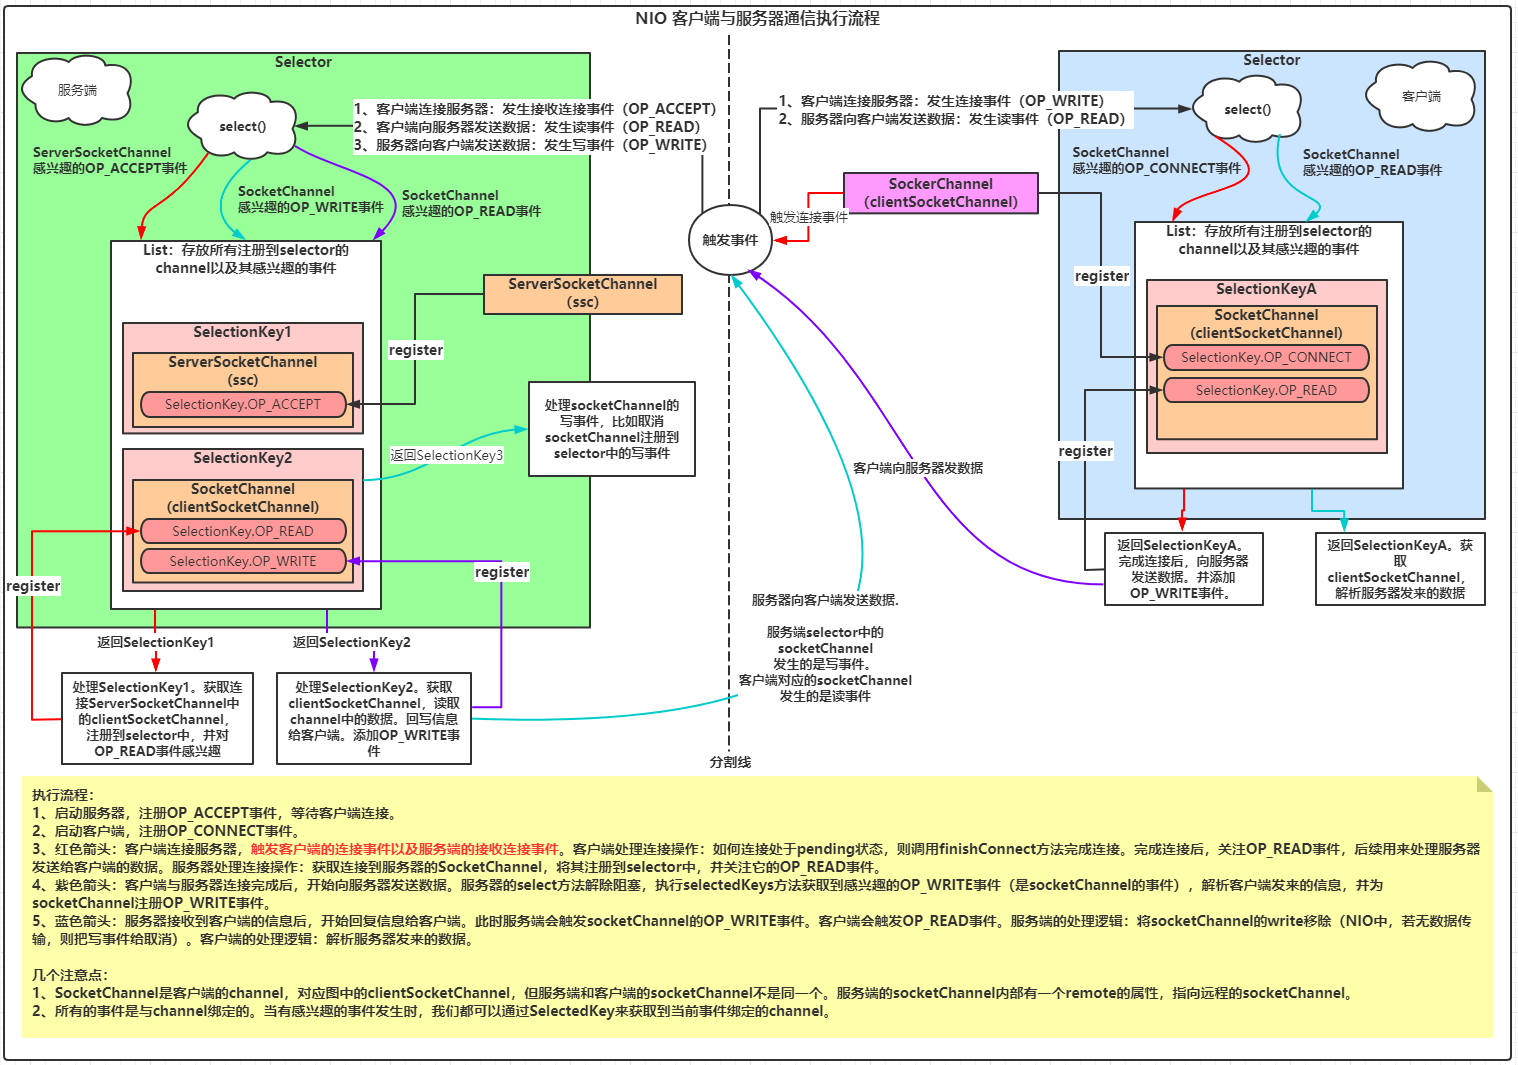 NIO 客户端与服务器通信执行流程
Selector
服务端
select()
1、客户端连接服务器：发生接收连接事件（OP_ACCEPT）
2、客户端向服务器发送数据：发生读事件（OP_READ）
3、服务器向客户端发送数据：发生写事件（OP_WRITE）
ServerSocketChannel
感兴趣的OP_ACCEPT事件
SocketChannel
感兴趣的OP_WRITE事件
SocketChannel
感兴趣的OP_READ事件
List：存放所有注册到selector的
channel以及其感兴趣的事件
ServerSocketChannel
（ssc）
register
SelectionKey1
ServerSocketChannel
（ssc）
SelectionKey.OP_ACCEPT
处理socketChannel的
写事件，比如取消
socketChannel注册到
selector中的写事件
返回SelectionKey3
SelectionKey2
SocketChannel
（clientSocketChannel）
SelectionKey.OP_READ
SelectionKey.OP_WRITE
register
register
返回SelectionKey1
返回SelectionKey2
处理SelectionKey1。获取连
接ServerSocketChannel中
的clientSocketChannel，
注册到selector中，并对
OP_READ事件感兴趣
处理SelectionKey2。获取
clientSocketChannel，读取
channel中的数据。回写信息
给客户端。添加OP_WRITE事
件
触发事件
触发连接事件
SockerChannel
（clientSocketChannel）
客户端向服务器发数据
服务器向客户端发送数据.
服务端selector中的
socketChannel
发生的是写事件。
客户端对应的socketChannel
发生的是读事件
分割线
Selector
客户端
select()
1、客户端连接服务器：发生连接事件（OP_WRITE）
2、服务器向客户端发送数据：发生读事件（OP_READ）
SocketChannel
感兴趣的OP_CONNECT事件
SocketChannel
感兴趣的OP_READ事件
List：存放所有注册到selector的
channel以及其感兴趣的事件
register
SelectionKeyA
SocketChannel
（clientSocketChannel）
SelectionKey.OP_CONNECT
SelectionKey.OP_READ
register
返回SelectionKeyA。
完成连接后，向服务器
发送数据。并添加
OP_WRITE事件。
返回SelectionKeyA。获
取
clientSocketChannel，
解析服务器发来的数据
执行流程：
1、启动服务器，注册OP_ACCEPT事件，等待客户端连接。
2、启动客户端，注册OP_CONNECT事件。
3、红色箭头：客户端连接服务器，触发客户端的连接事件以及服务端的接收连接事件。客户端处理连接操作：如何连接处于pending状态，则调用finishConnect方法完成连接。完成连接后，关注OP_READ事件，后续用来处理服务器
发送给客户端的数据。服务器处理连接操作：获取连接到服务器的SocketChannel，将其注册到selector中，并关注它的OP_READ事件。
4、紫色箭头：客户端与服务器连接完成后，开始向服务器发送数据。服务器的select方法解除阻塞，执行selectedKeys方法获取到感兴趣的OP_WRITE事件（是socketChannel的事件），解析客户端发来的信息，并为
socketChannel注册OP_WRITE事件。
5、蓝色箭头：服务器接收到客户端的信息后，开始回复信息给客户端。此时服务端会触发socketChannel的OP_WRITE事件。客户端会触发OP_READ事件。服务端的处理逻辑：将socketChannel的write移除（NIO中，若无数据传
输，则把写事件给取消）。客户端的处理逻辑：解析服务器发来的数据。
几个注意点：
1、SocketChannel是客户端的channel，对应图中的clientSocketChannel，但服务端和客户端的socketChannel不是同一个。服务端的socketChannel内部有一个remote的属性，指向远程的socketChannel。
2、所有的事件是与channel绑定的。当有感兴趣的事件发生时，我们都可以通过SelectedKey来获取到当前事件绑定的channel。